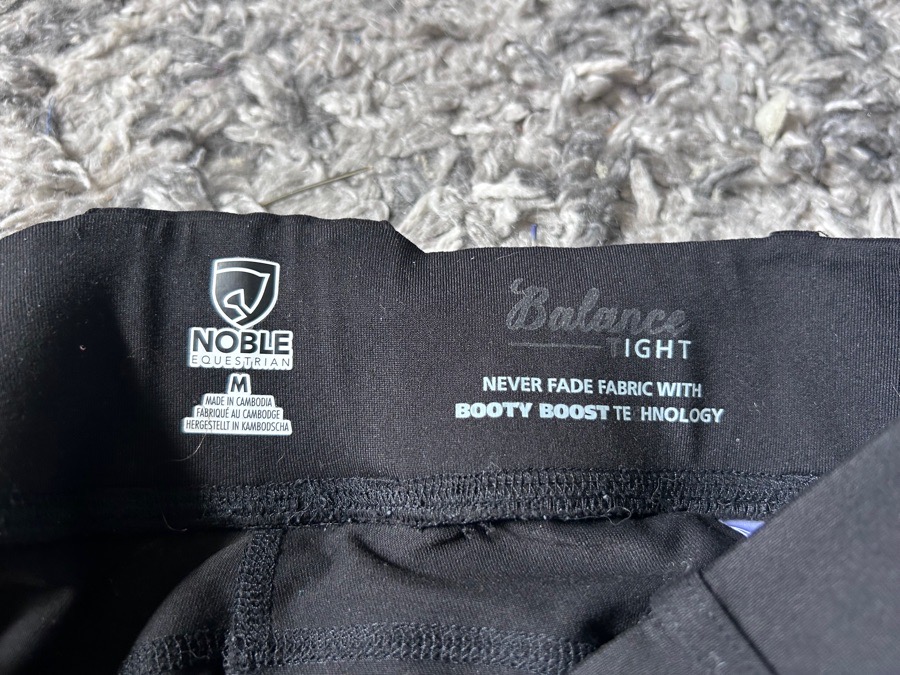 NOBLE
EQUESTRIAN
M
MADE IN CAMBODIA
FABRIQUÉ AU CAMBODGE
HERGESTELLT IN KAMBODSCHA
Balance
TIGHT
NEVER FADE FABRIC WITH
BOOTY BOOST TE HNOLOGY